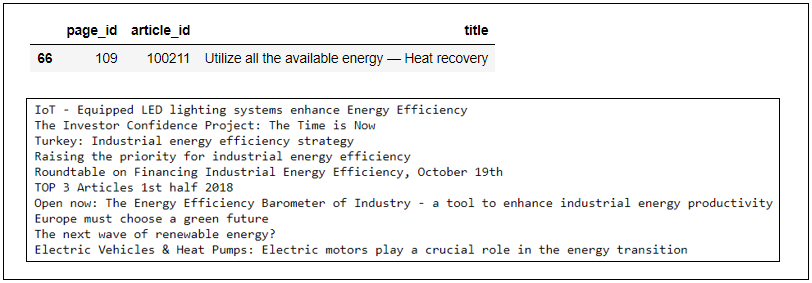 page_id article_id title
66 109 100211 Utilize all the available energy — Heat recovery
IoT - Equipped LED lighting systems enhance Energy Efficiency
The Investor Confidence Project: The Time is Now
Turkey: Industrial energy efficiency strategy
Raising the priority for industrial energy efficiency
Roundtable on Financing Industrial Energy Efficiency, October 19th
TOP 3 Articles 1st half 2018
Open now: The Energy Efficiency Barometer of Industry - a tool to enhance industrial energy productivity
Europe must choose a green future
The next wave of renewable energy?
Electric Vehicles & Heat Pumps: Electric motors play a crucial role in the energy transition